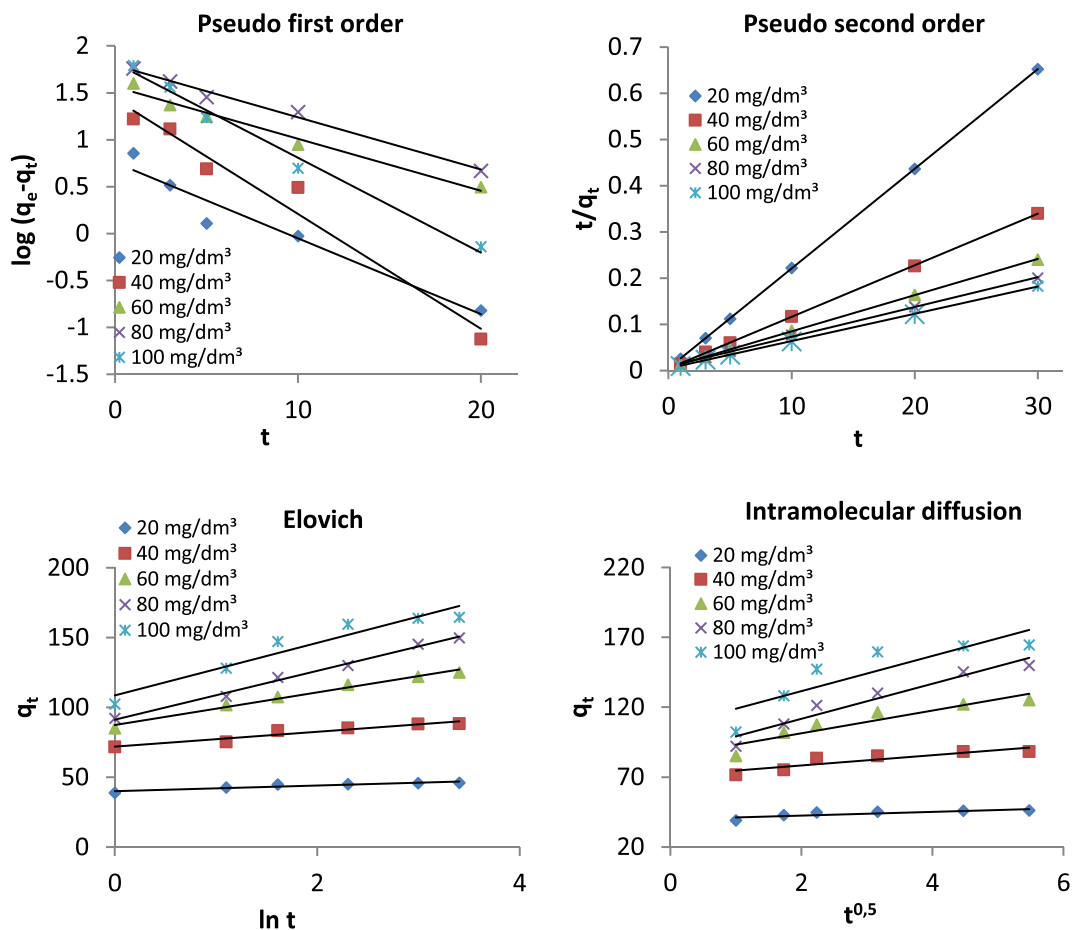 Pseudo first order
2
1.5
1
0.5
0
-0.5
-1
-1.5
log (qe-qt)
20 mg/dm³
40 mg/dm³
60 mg/dm³
80 mg/dm³
100 mg/dm³
0 10 20
t
Pseudo second order
0.7
0.6
0.5
0.4
0.3
0.2
0.1
0
t/qt
20 mg/dm³
40 mg/dm³
60 mg/dm³
80 mg/dm³
100 mg/dm³
0 10 20 30
t
Elovich
20 mg/dm³
40 mg/dm³
60 mg/dm³
80 mg/dm³
100 mg/dm³
200
150
100
50
0
qt
0 2 4
ln t
Intramolecular diffusion
20 mg/dm³
40 mg/dm³
60 mg/dm³
80 mg/dm³
100 mg/dm³
220
170
120
70
20
qt
0 2 4 6
t0,5